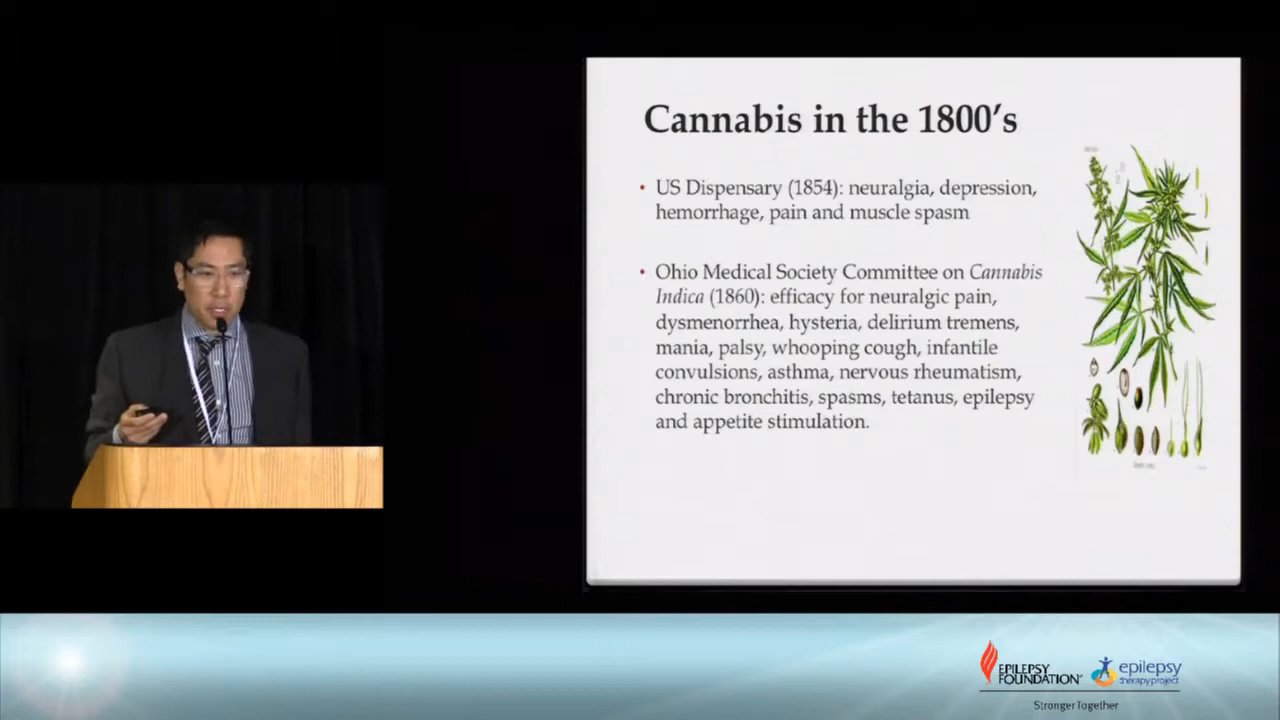 Cannabis in the 1800's
• US Dispensary (1854): neuralgia, depression,
hemorrhage, pain and muscle spasm
• Ohio Medical Society Committee on Cannabis
Indica (1860): efficacy for neuralgic pain,
dysmenorrhea, hysteria, delirium tremens,
mania, palsy, whooping cough, infantile
convulsions, asthma, nervous rheumatism,
chronic bronchitis, spasms, tetanus, epilepsy
and appetite stimulation.
EPILEPSY
FOUNDATION
epilepsy
therapy project
Stronger Together